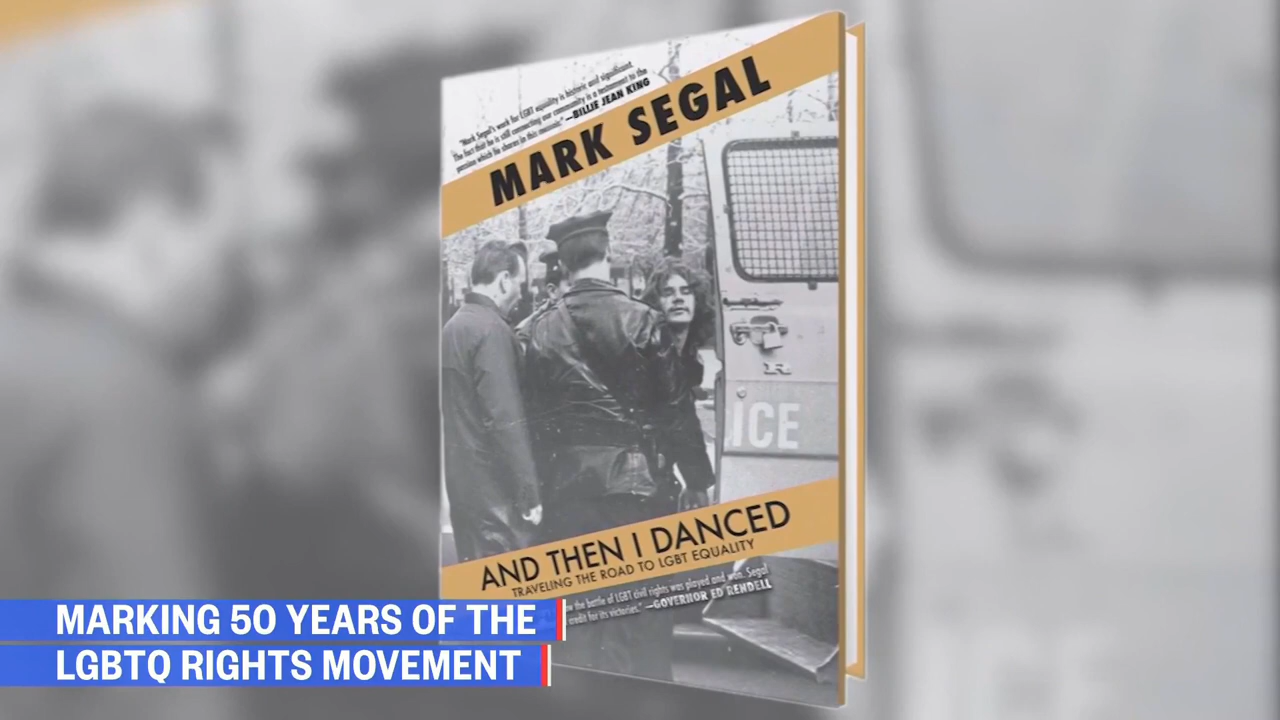 "Mark Segal's work for LGBT equality is historic and significant.
The fact that he is still connecting our community is a testament to the
passion which he shares in this memoir." —BILLIE JEAN KING
MARK SEGAL
R
ICE
AND THEN I DANCED
TRAVELING THE ROAD TO LGBT EQUALITY
the battle of LGBT civil rights was played and won. Segal
credit for its victories." —GOVERNOR ED RENDELL
MARKING 50 YEARS OF THE
LGBTQ RIGHTS MOVEMENT